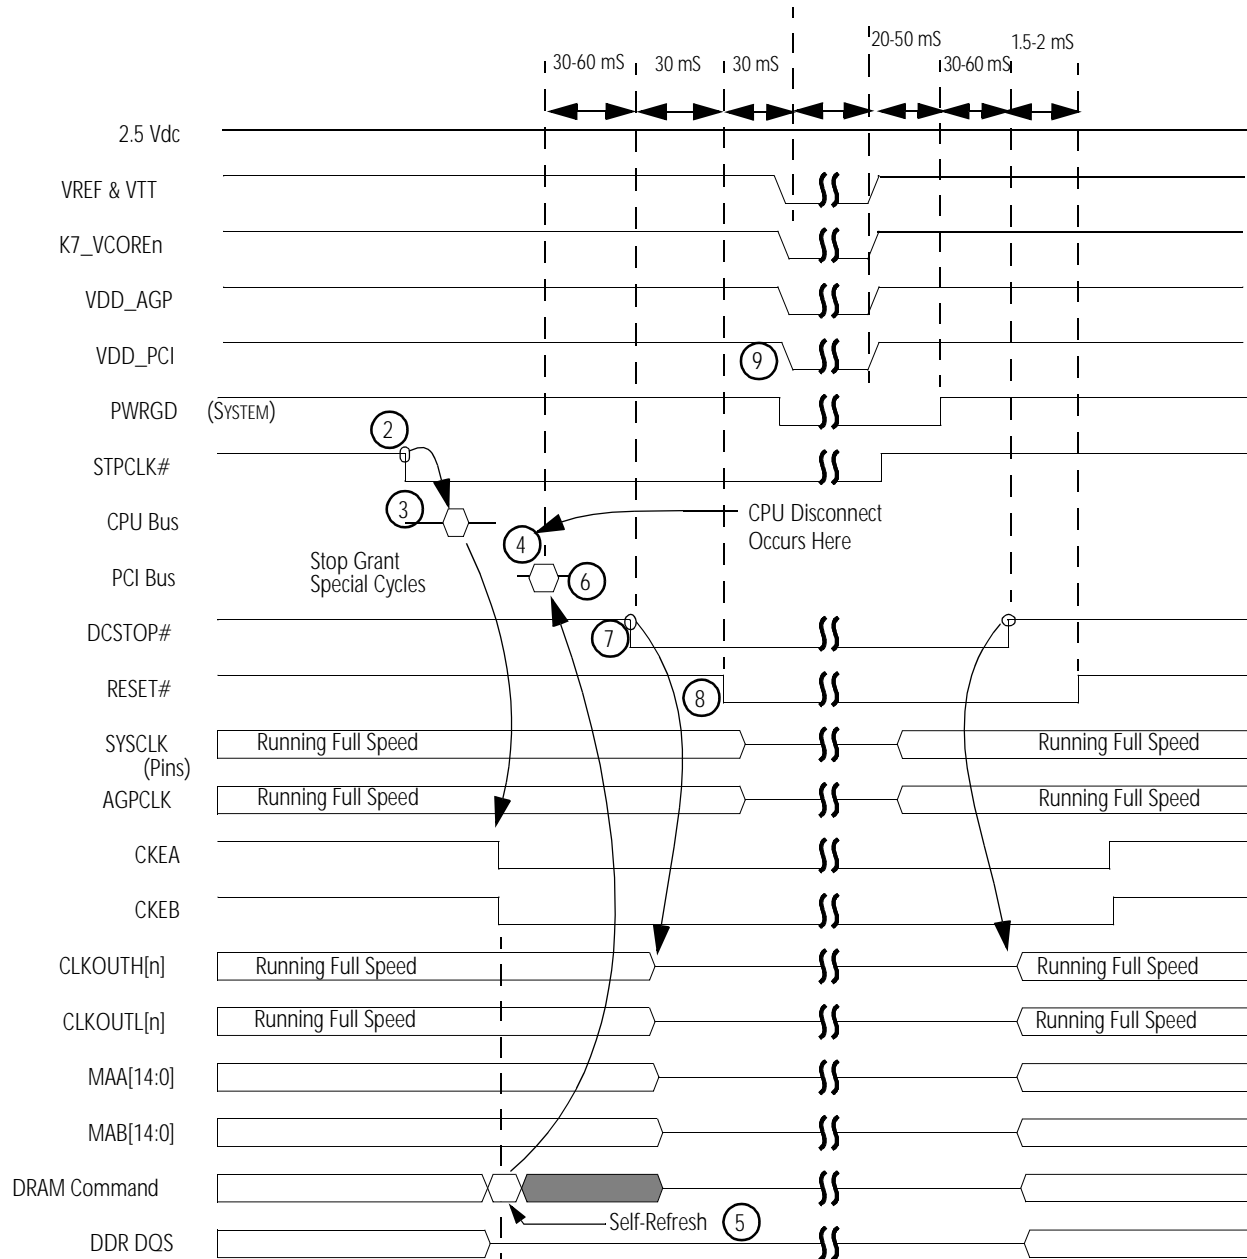 20-50 mS
1.5-2 mS
30-60 mS
30 mS
30 mS
30-60 mS
2.5 Vdc
VREF & VTT
K7_VCOREn
VDD_AGP
VDD_PCI
9
PWRGD (SYSTEM)
2
STPCLK#
CPU Bus
3
CPU Disconnect
Occurs Here
4
Stop Grant
Special Cycles
PCI Bus
6
DCSTOP#
7
RESET#
8
SYSCLK
(Pins)
Running Full Speed
Running Full Speed
AGPCLK
Running Full Speed
Running Full Speed
CKEA
CKEB
CLKOUTH[n]
Running Full Speed
Running Full Speed
CLKOUTL[n]
Running Full Speed
Running Full Speed
MAA[14:0]
MAB[14:0]
DRAM Command
Self-Refresh
5
DDR DQS